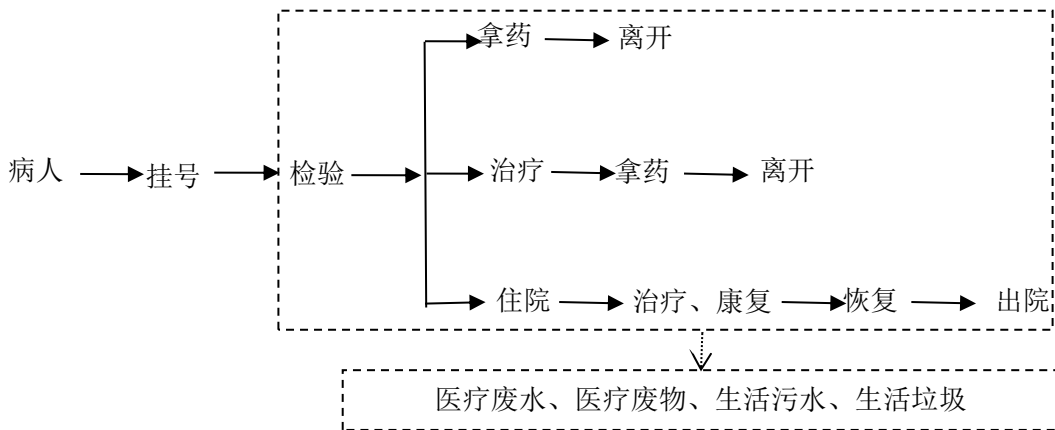 拿药 离开
病人 挂号 检验 治疗 拿药 离开
住院 治疗、康复 恢复 出院
医疗废水、医疗废物、生活污水、生活垃圾